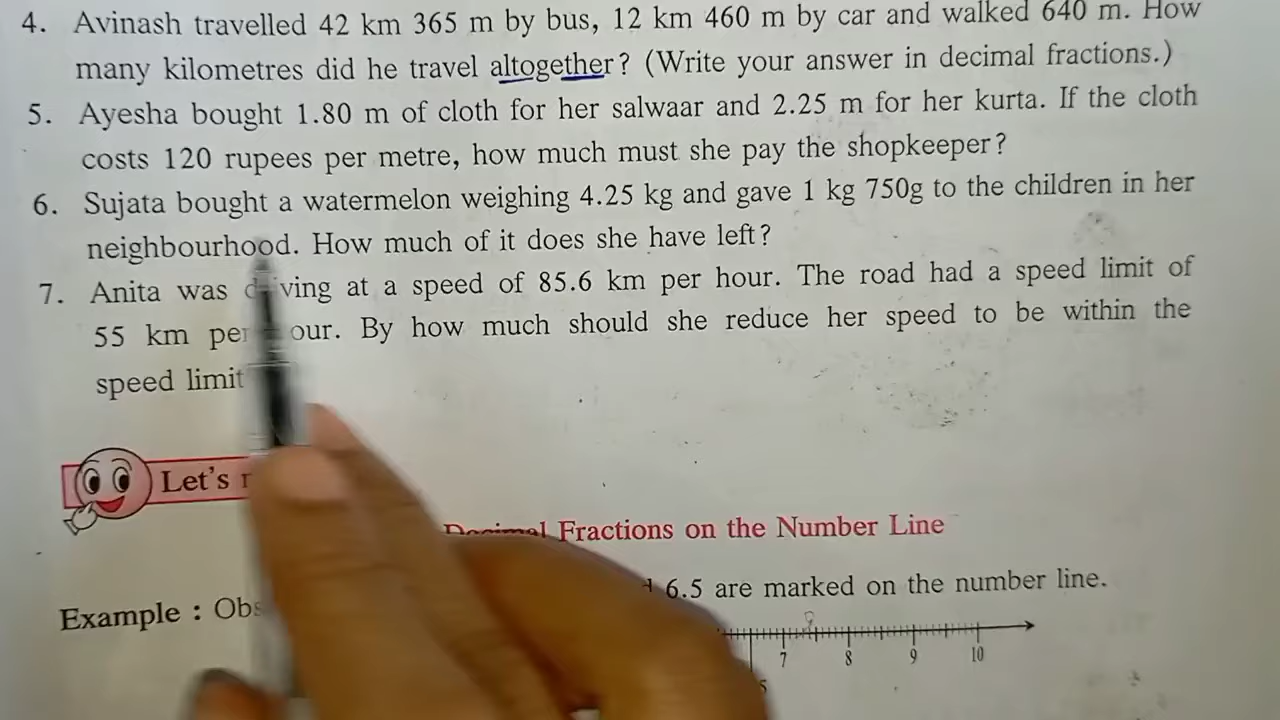 4. Avinash travelled 42 km 365 m by bus, 12 km 460 m by car and walked 640 m. How
many kilometres did he travel altogether? (Write your answer in decimal fractions.)
5. Ayesha bought 1.80 m of cloth for her salwaar and 2.25 m for her kurta. If the cloth
costs 120 rupees per metre, how much must she pay the shopkeeper?
6. Sujata bought a watermelon weighing 4.25 kg and gave 1 kg 750g to the children in her
neighbourhood. How much of it does she have left?
7. Anita was driving at a speed of 85.6 km per hour. The road had a speed limit of
55 km per hour. By how much should she reduce her speed to be within the
speed limit
Let's
Decimal Fractions on the Number Line
Example : 6.5 are marked on the number line.
7 8 9 10